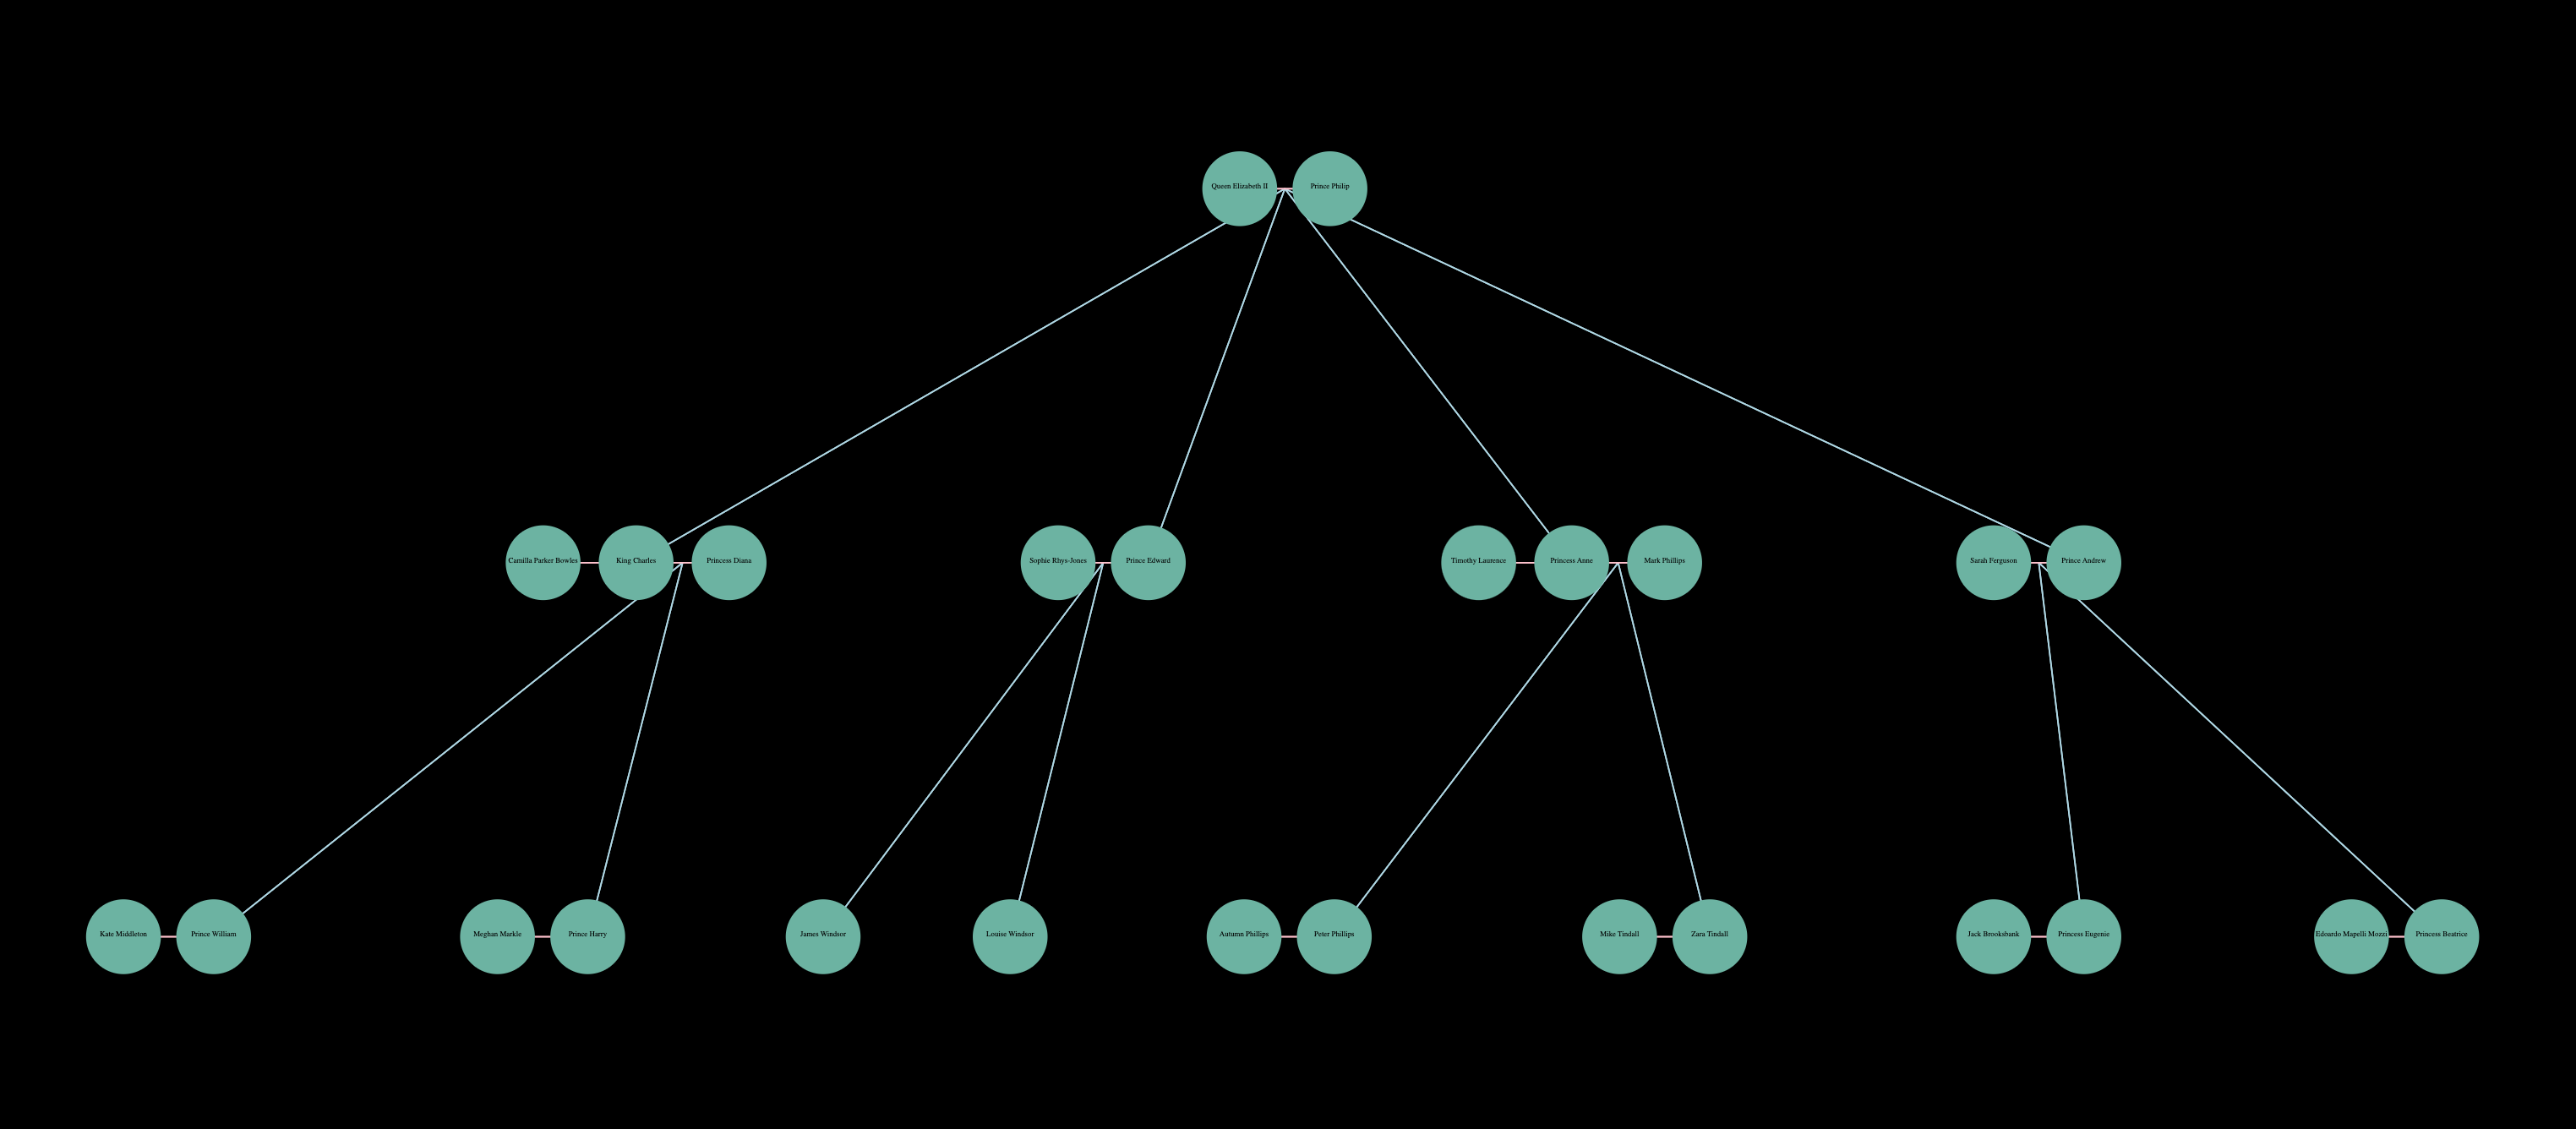 Queen Elizabeth II
Prince Philip
Camilla Parker Bowles
King Charles
Princess Diana
Sophie Rhys-Jones
Prince Edward
Timothy Laurence
Princess Anne
Mark Phillips
Sarah Ferguson
Prince Andrew
Kate Middleton
Prince William
Meghan Markle
Prince Harry
James Windsor
Louise Windsor
Autumn Phillips
Peter Phillips
Mike Tindall
Zara Tindall
Jack Brooksbank
Princess Eugenie
Edoardo Mapelli Mozzi
Princess Beatrice